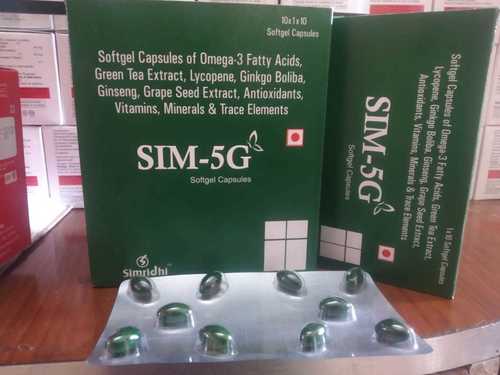 10x1x10
Softgel Capsules
Softgel Capsules of Omega-3 Fatty Acids,
Green Tea Extract, Lycopene, Ginkgo Boliba,
Ginseng, Grape Seed Extract, Antioxidants,
Vitamins, Minerals & Trace Elements
SIM-5G
Softgel Capsules
Simridhi
Softgel Capsules of Omega-3 Fatty Acids, Green Tea Extract,
Lycopene, Ginkgo Boliba, Ginseng, Grape Seed Extract,
Antioxidants, Vitamins, Minerals & Trace Elements
SIM-5G
Softgel Capsules
1x10 Softgel Capsules